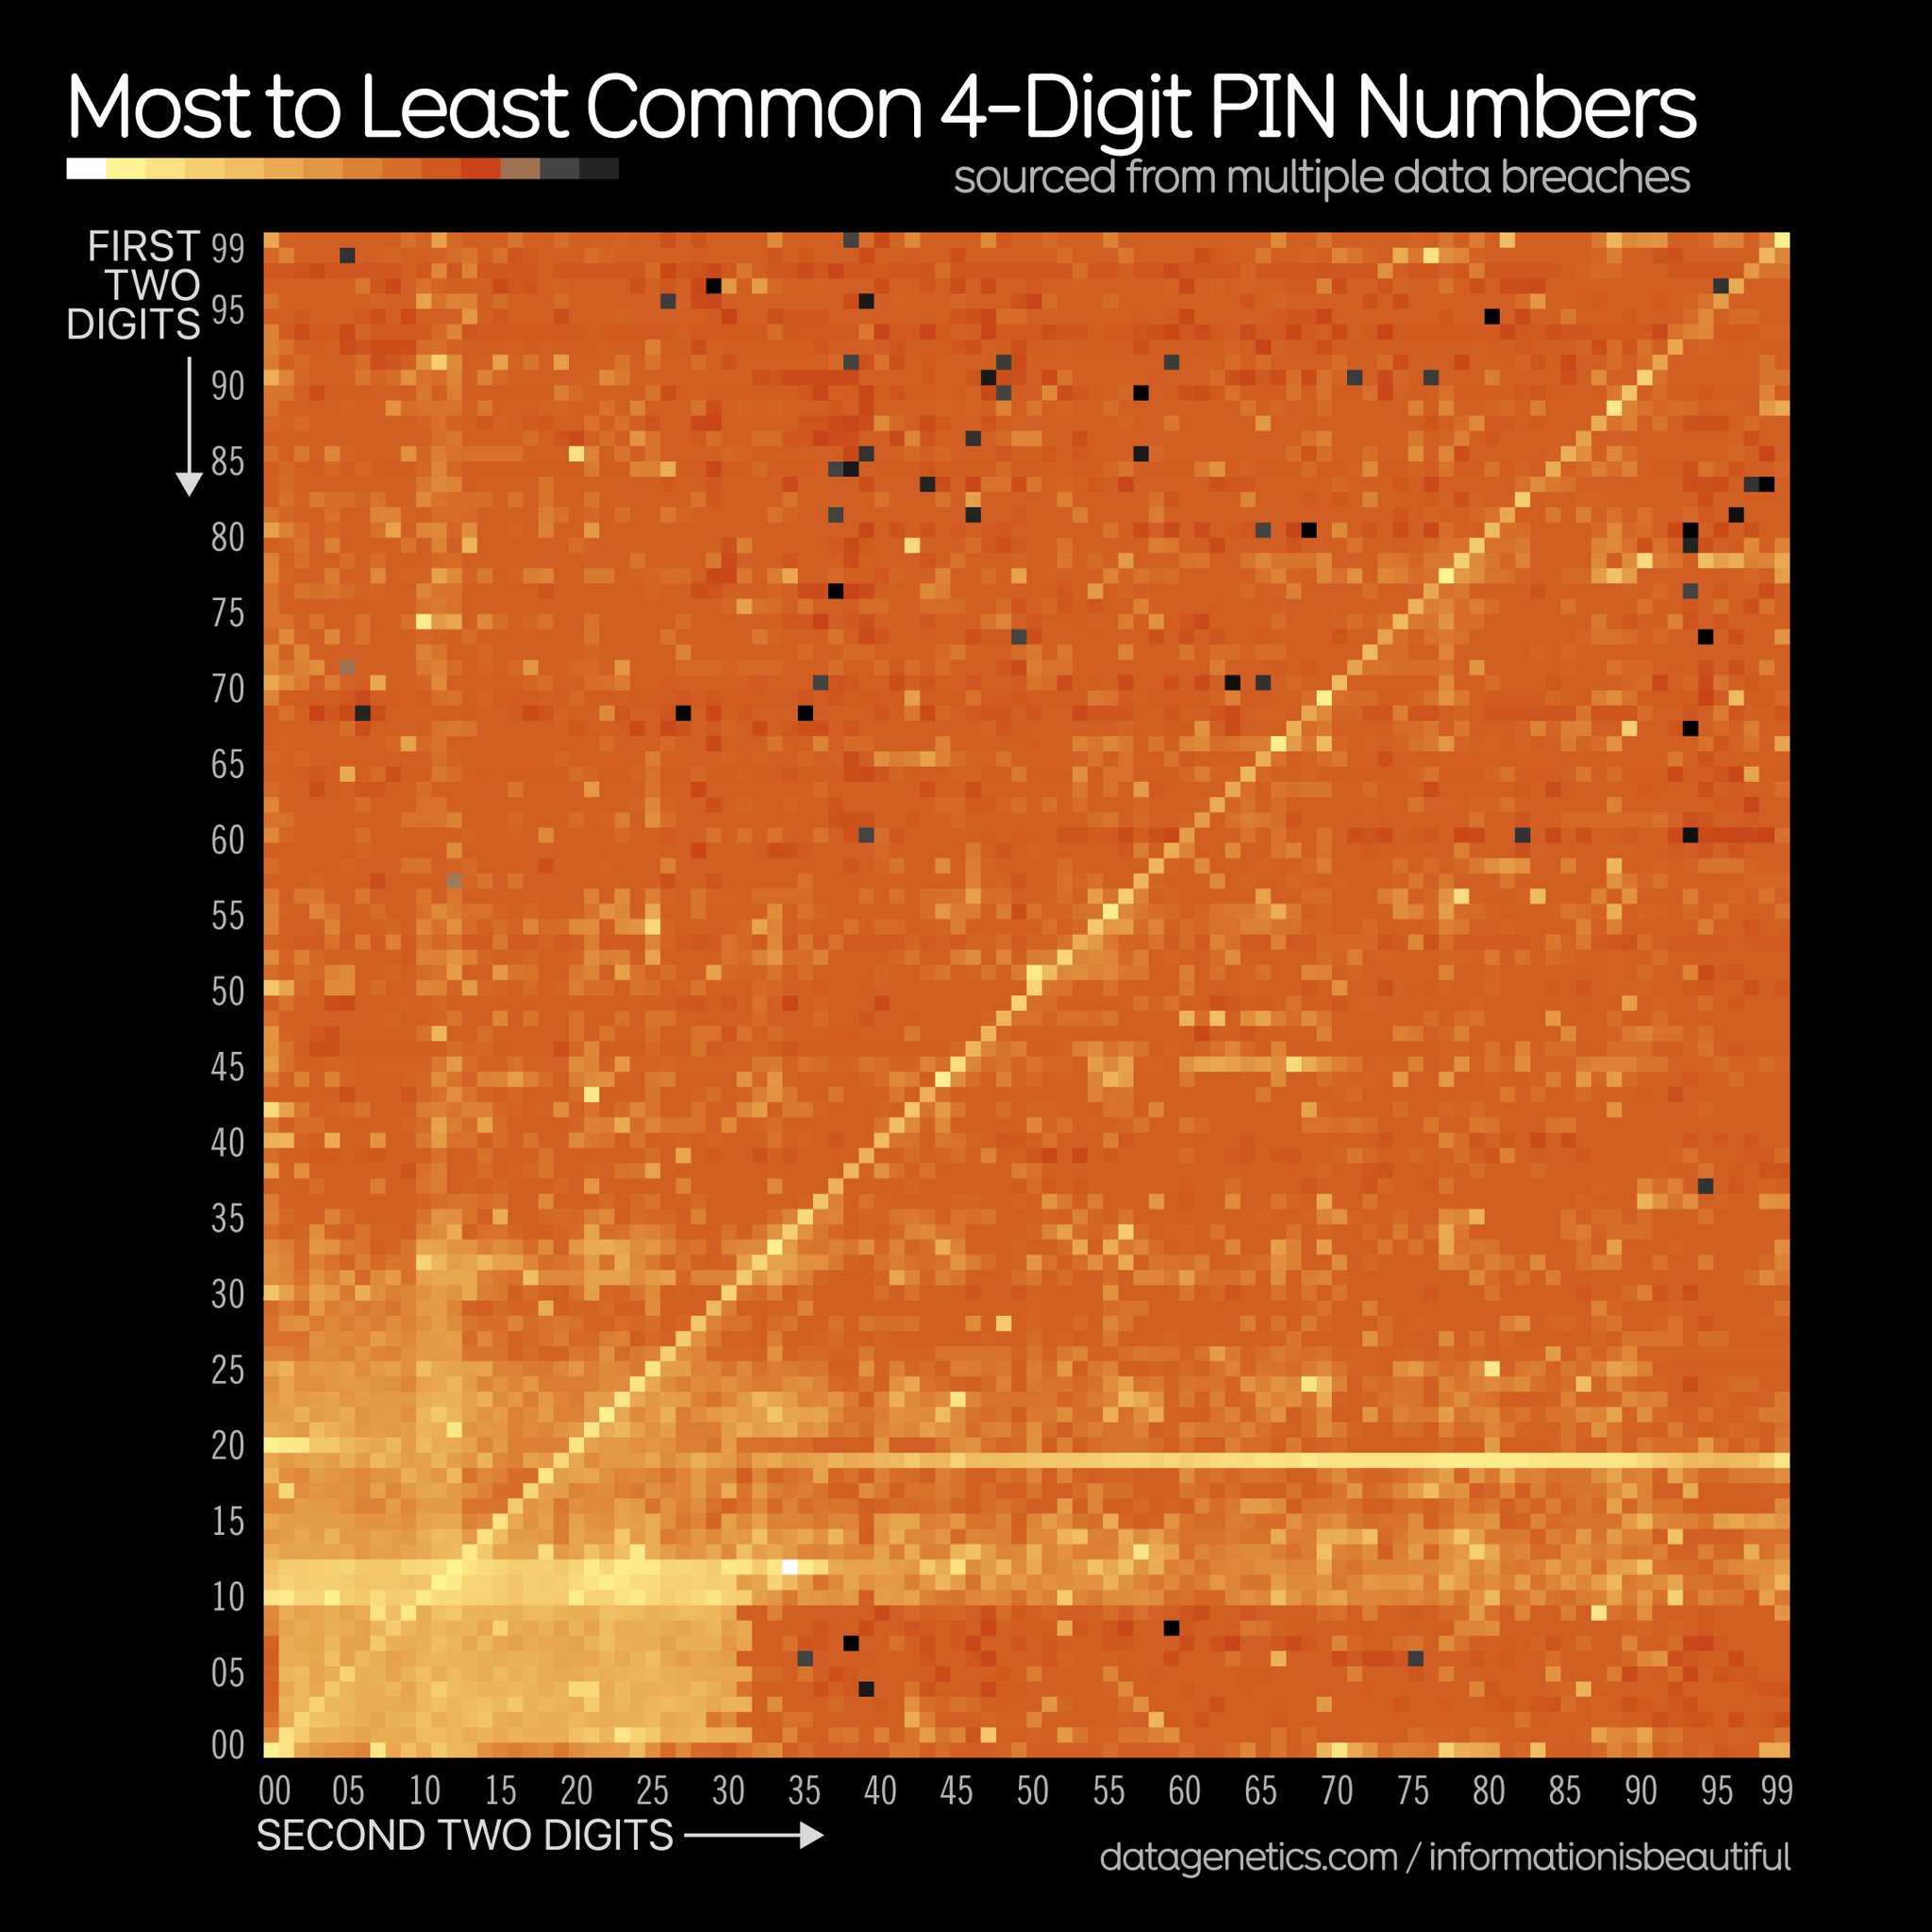 Most to Least Common 4-Digit PIN Numbers
sourced from multiple data breaches
FIRST
TWO
DIGITS
99
95
90
85
80
75
70
65
60
55
50
45
40
35
30
25
20
15
10
05
00
00 05 10 15 20 25 30 35 40 45 50 55 60 65 70 75 80 85 90 95 99
SECOND TWO DIGITS
datagenetics.com / informationisbeautiful